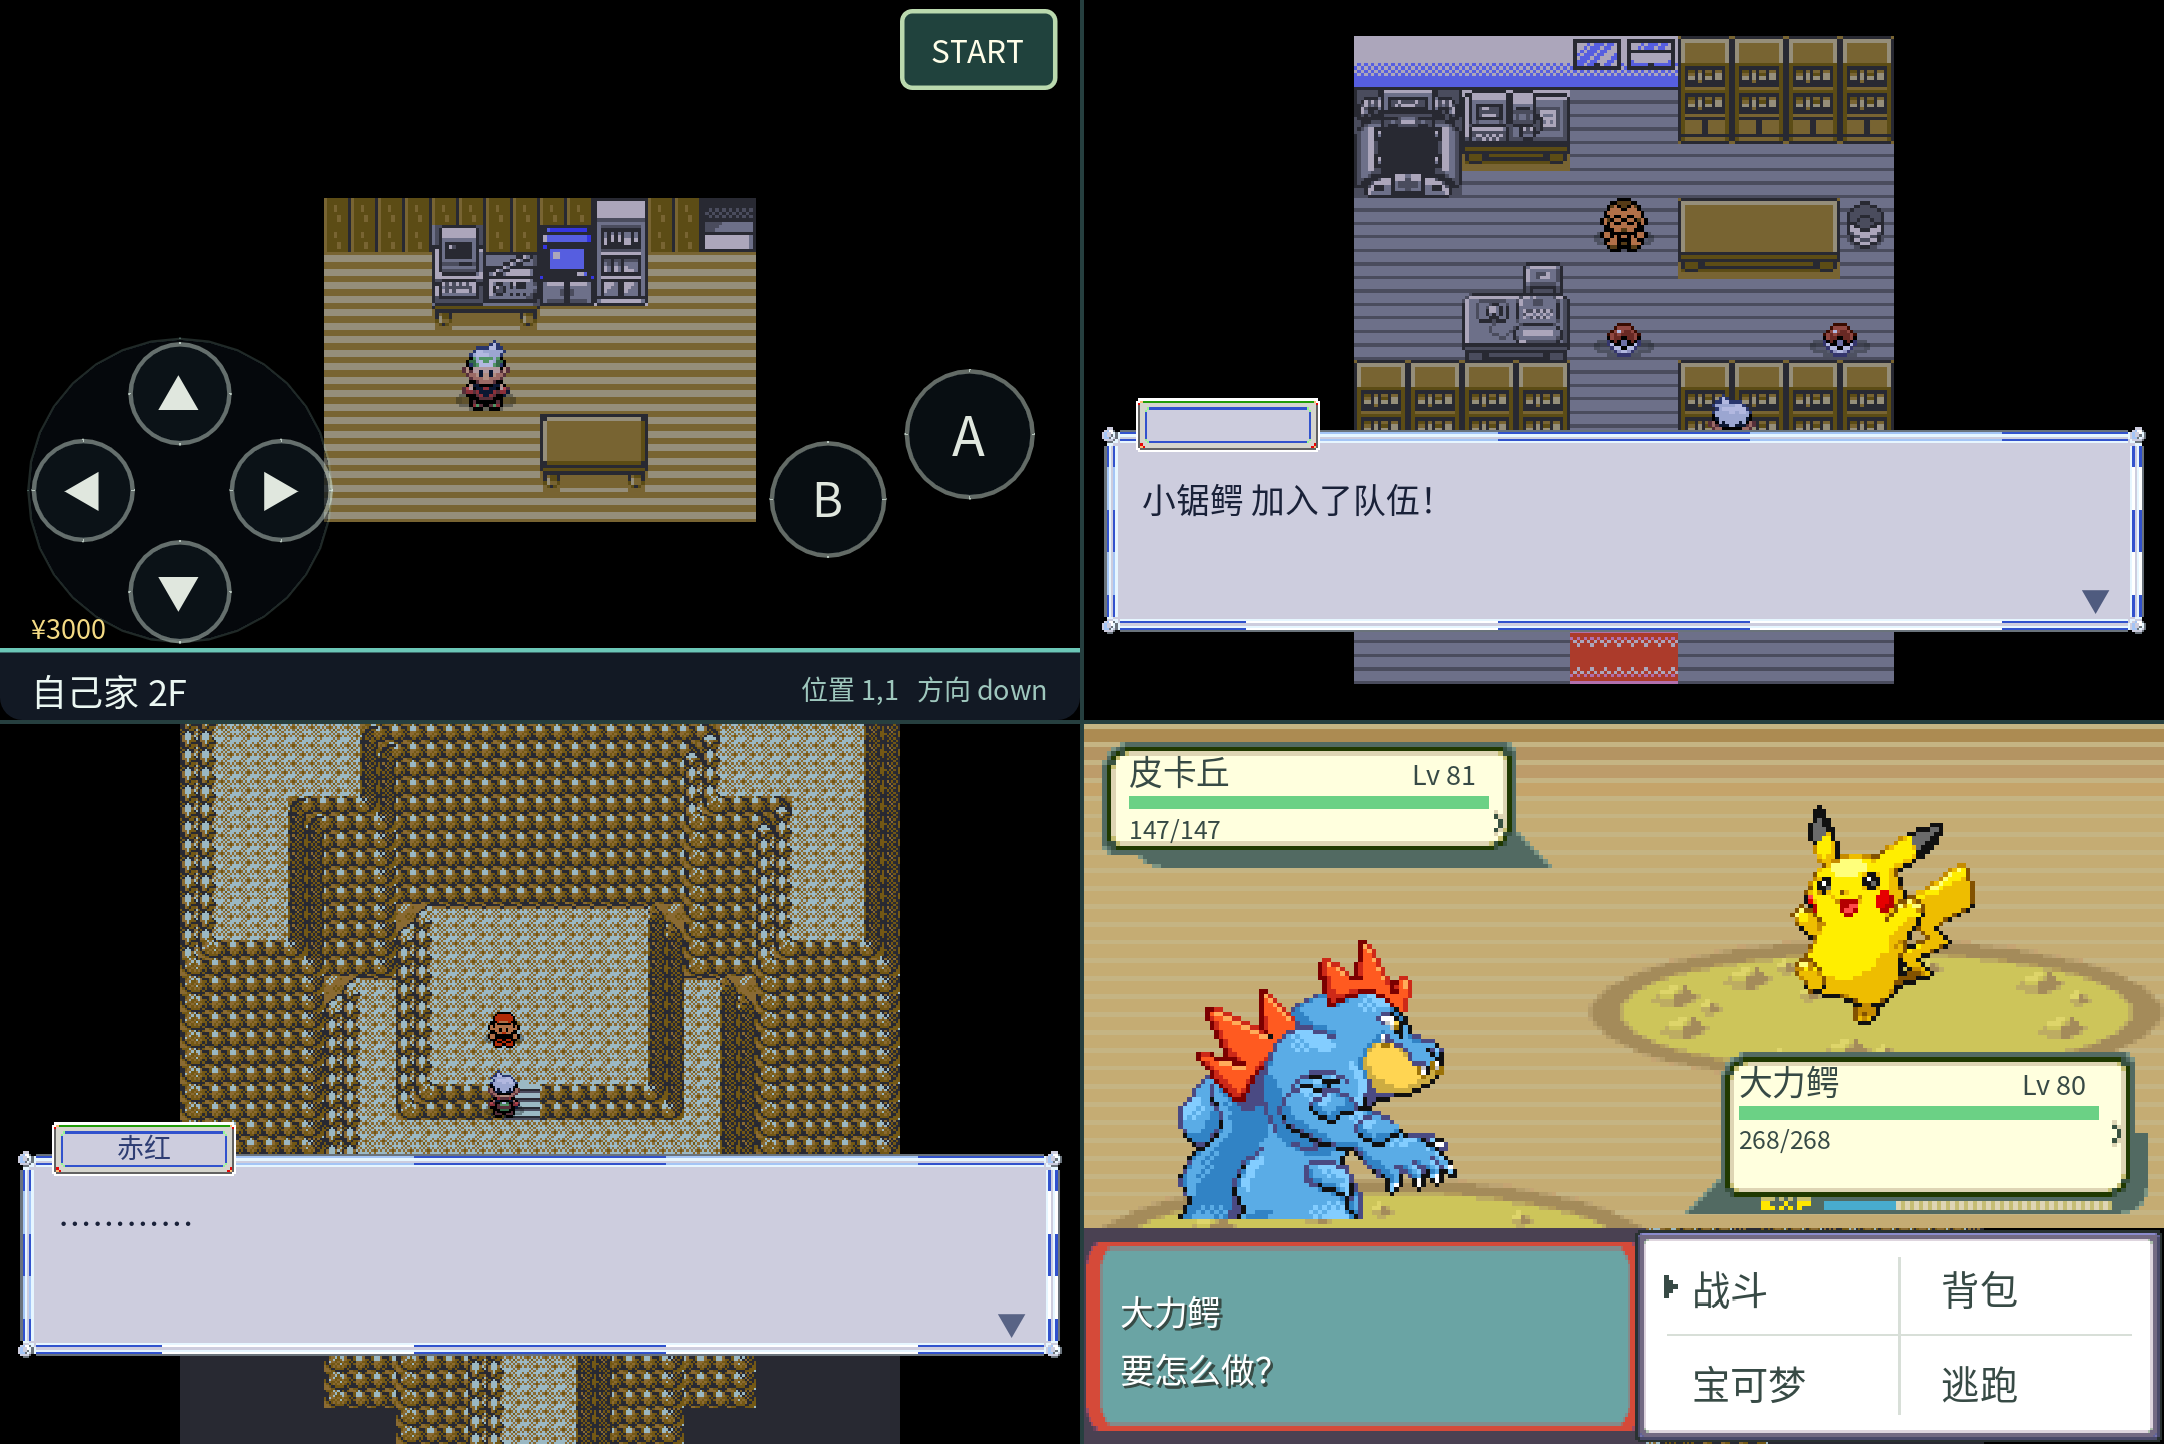 START
B
A
¥3000
自己家 2F
位置 1,1 方向 down
小锯鳄 加入了队伍！
赤红
…………
皮卡丘
Lv 81
147/147
大力鳄
Lv 80
268/268
大力鳄
要怎么做？
战斗
背包
宝可梦
逃跑